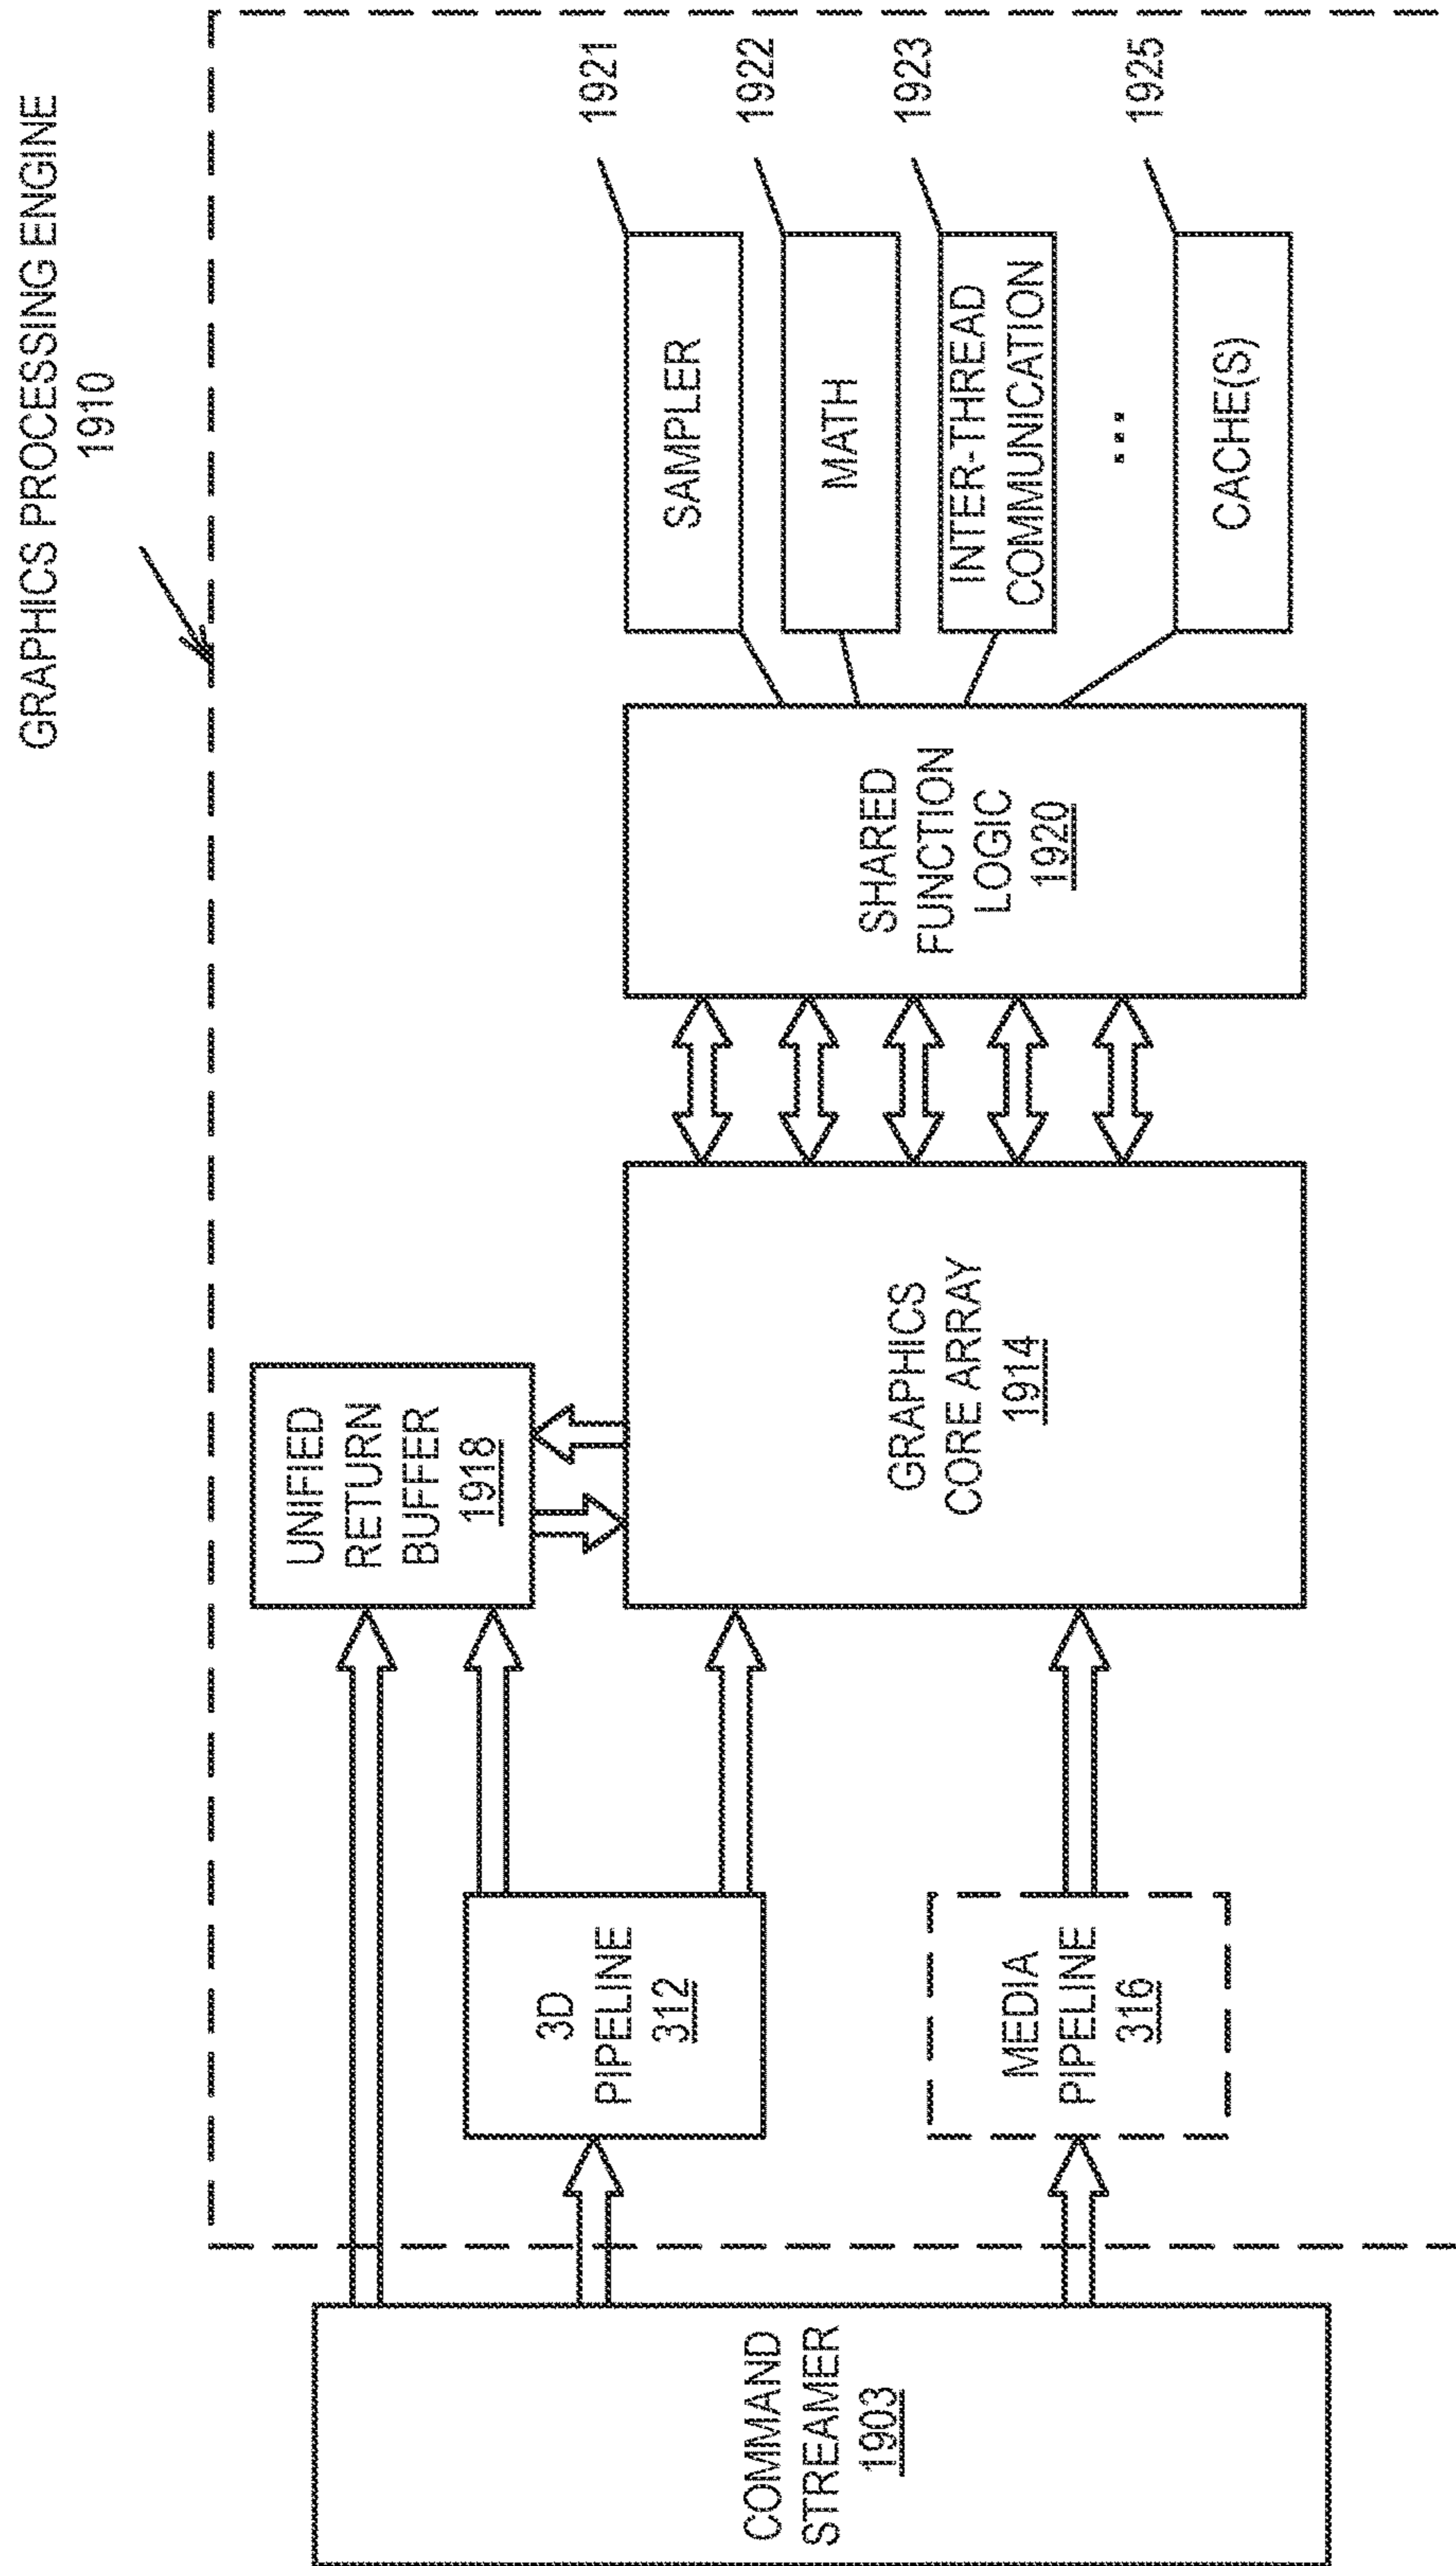 GRAPHICS PROCESSING ENGINE
1910
COMMAND
STREAMER
1903
3D
PIPELINE
312
MEDIA
PIPELINE
316
UNIFIED
RETURN
BUFFER
1918
GRAPHICS
CORE ARRAY
1914
SHARED
FUNCTION
LOGIC
1920
SAMPLER
1921
MATH
1922
INTER-THREAD
COMMUNICATION
1923
...
CACHE(S)
1925